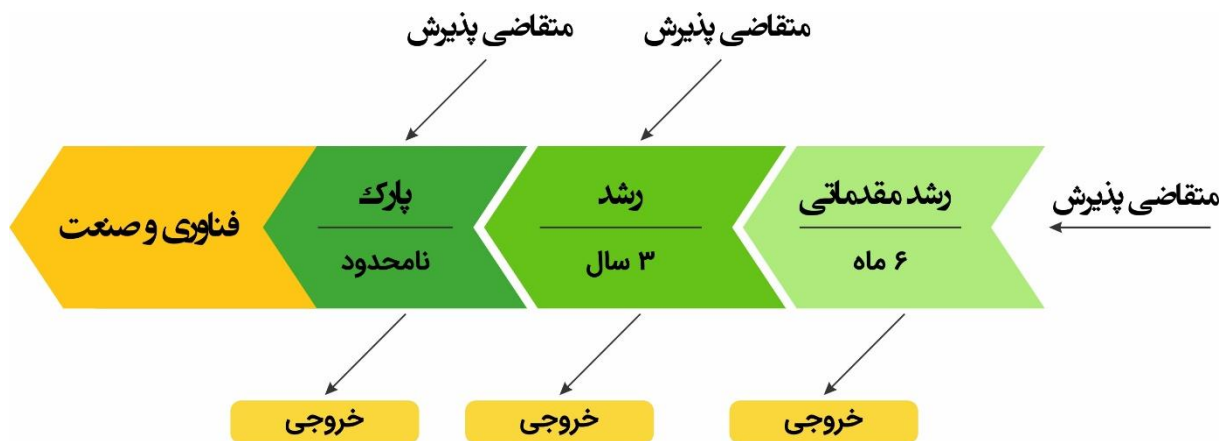 متقاضی پذیرش
متقاضی پذیرش
متقاضی پذیرش
رشد مقدماتی
۶ ماه
رشد
۳ سال
پارک
نامحدود
فناوری و صنعت
خروجی
خروجی
خروجی